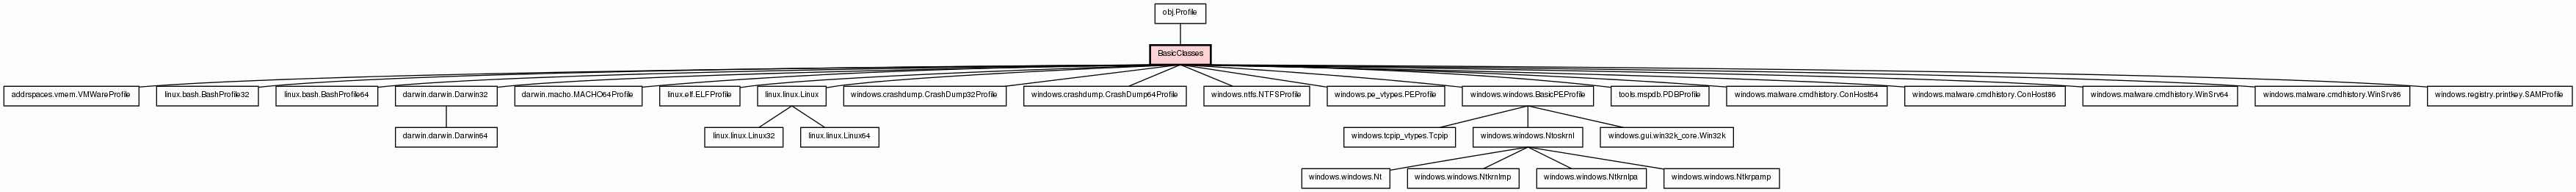 obj.Profile
BasicClasses
addrspaces.vmem.VMWareProfile
linux.bash.BashProfile32
linux.bash.BashProfile64
darwin.darwin.Darwin32
darwin.macho.MACHO64Profile
linux.elf.ELFProfile
linux.linux.Linux
windows.crashdump.CrashDump32Profile
windows.crashdump.CrashDump64Profile
windows.ntfs.NTFSProfile
windows.pe_vtypes.PEProfile
windows.windows.BasicPEProfile
tools.mspdb.PDBProfile
windows.malware.cmdhistory.ConHost64
windows.malware.cmdhistory.ConHost86
windows.malware.cmdhistory.WinSrv64
windows.malware.cmdhistory.WinSrv86
windows.registry.printkey.SAMProfile
darwin.darwin.Darwin64
linux.linux.Linux32
linux.linux.Linux64
windows.tcpip_vtypes.Tcpip
windows.windows.Ntoskrnl
windows.gui.win32k_core.Win32k
windows.windows.Nt
windows.windows.Ntkrnlmp
windows.windows.Ntkrnlpa
windows.windows.Ntkrpamp